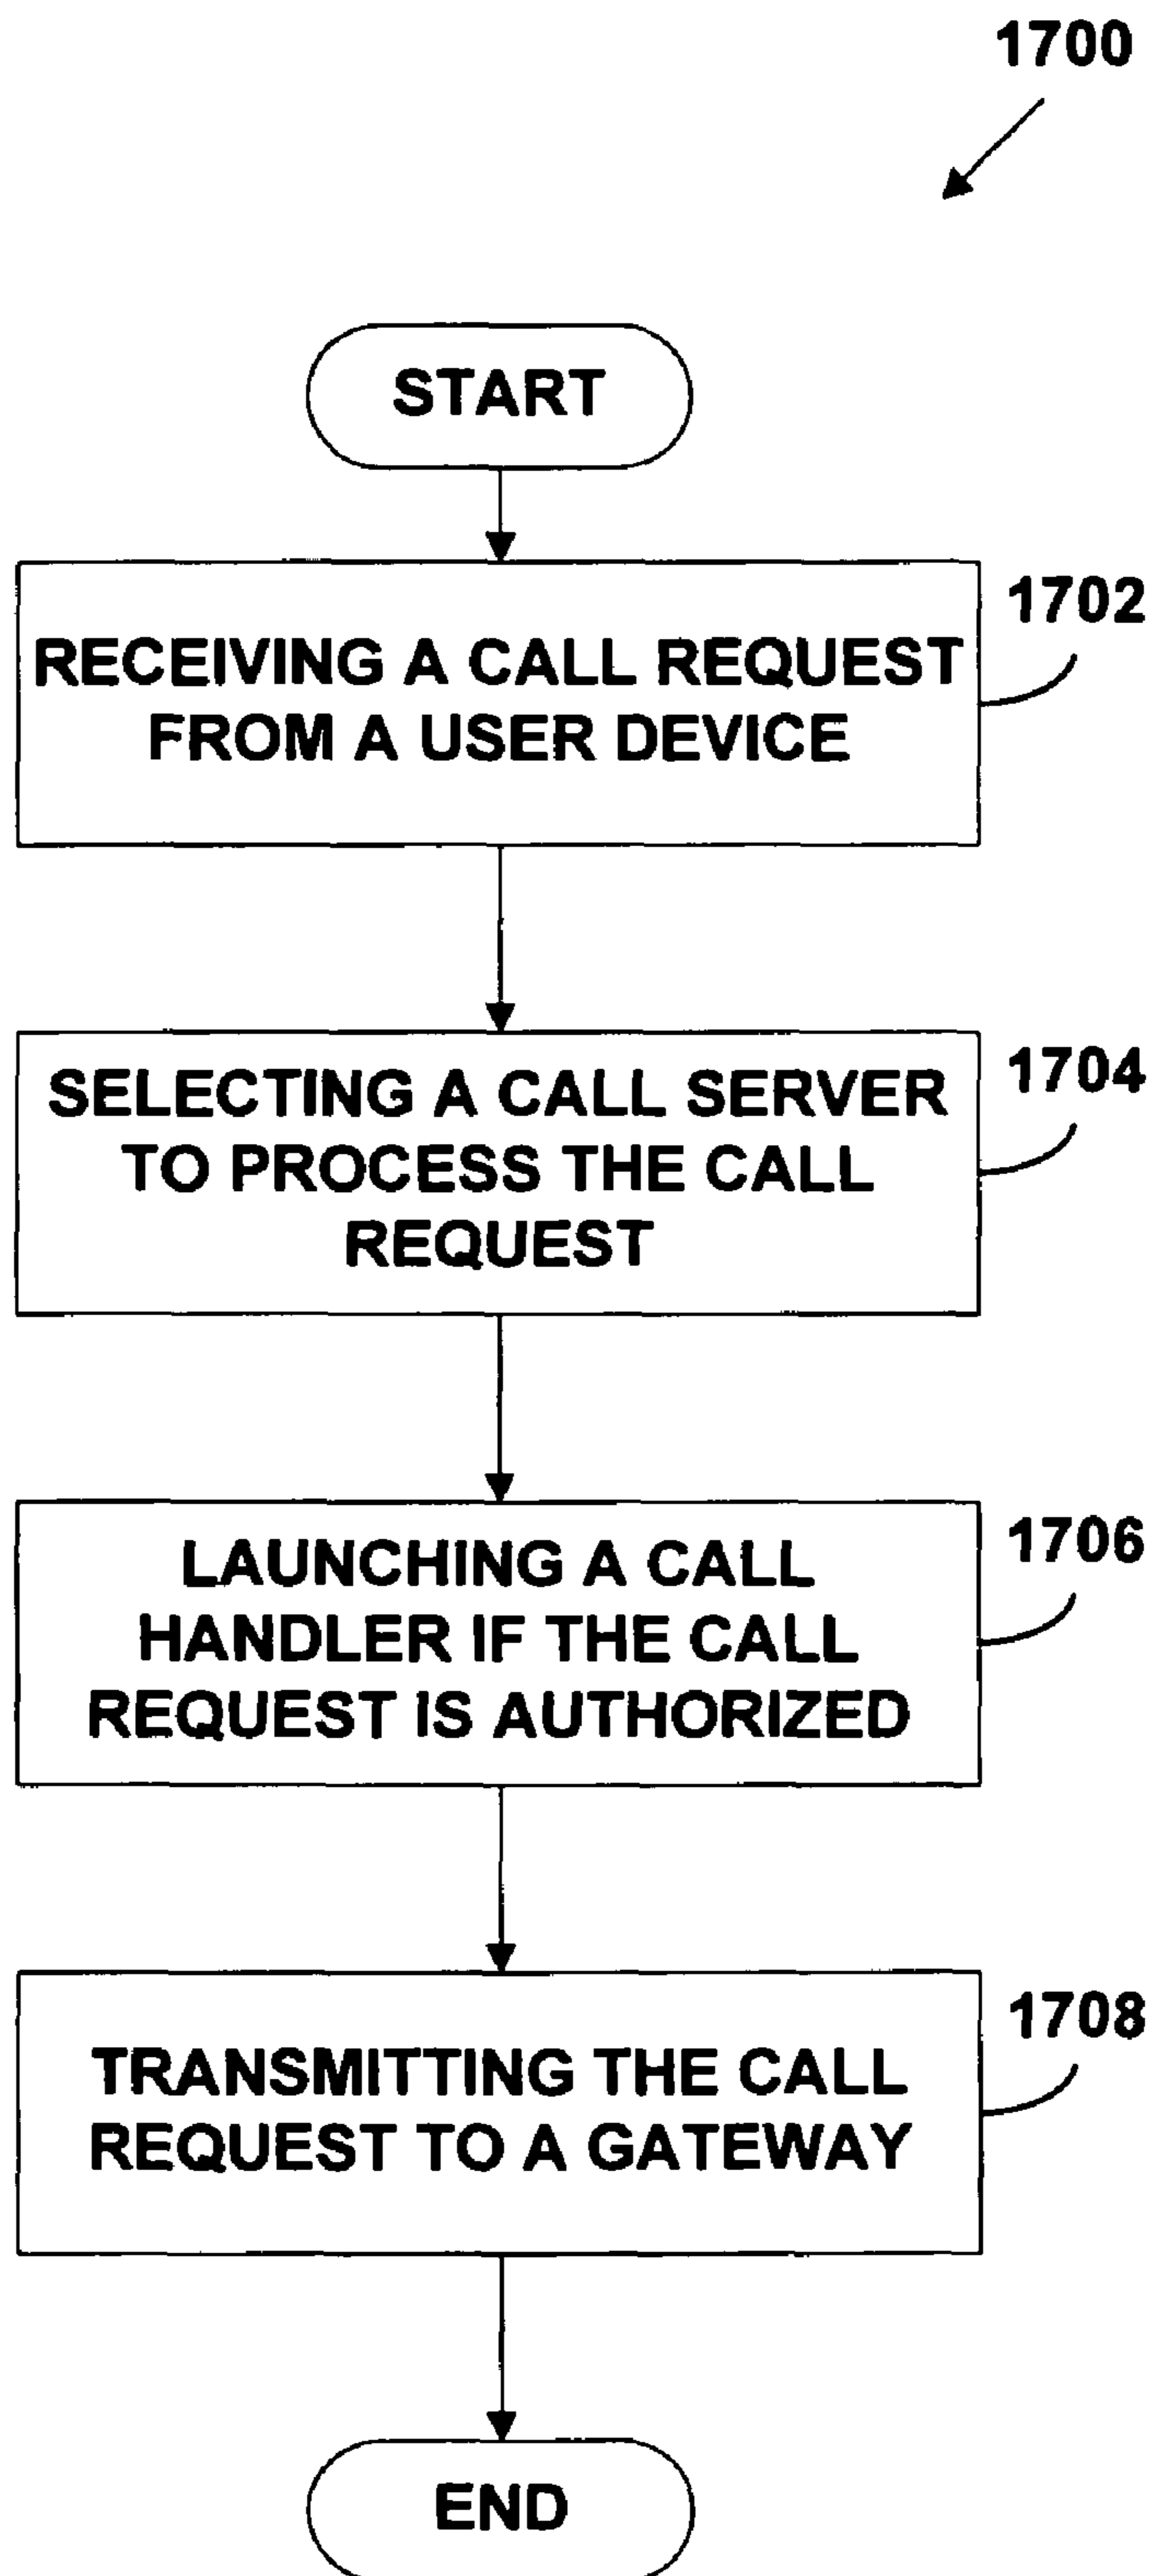 1700
START
RECEIVING A CALL REQUEST
FROM A USER DEVICE
1702
SELECTING A CALL SERVER
TO PROCESS THE CALL
REQUEST
1704
LAUNCHING A CALL
HANDLER IF THE CALL
REQUEST IS AUTHORIZED
1706
TRANSMITTING THE CALL
REQUEST TO A GATEWAY
1708
END